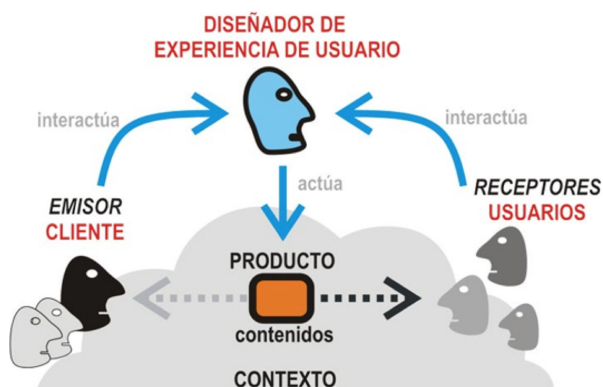 DISEÑADOR DE
EXPERIENCIA DE USUARIO
interactúa
interactúa
actúa
EMISOR
CLIENTE
RECEPTORES
USUARIOS
PRODUCTO
contenidos
CONTEXTO